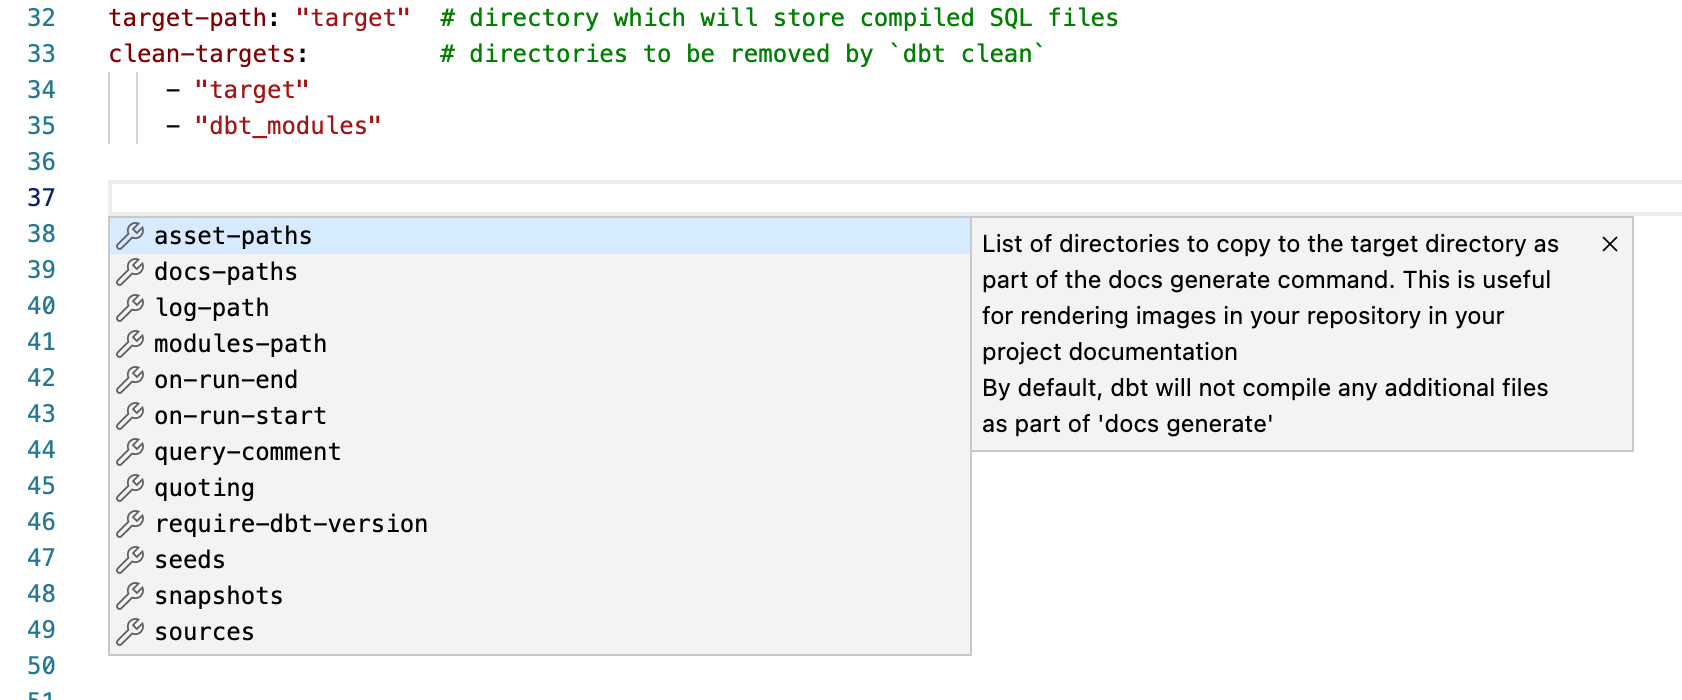 32 target-path: "target"  # directory which will store compiled SQL files
33 clean-targets:         # directories to be removed by `dbt clean`
34     - "target"
35     - "dbt_modules"
36
37
38 asset-paths
39 docs-paths
40 log-path
41 modules-path
42 on-run-end
43 on-run-start
44 query-comment
45 quoting
46 require-dbt-version
47 seeds
48 snapshots
49 sources
50
51
List of directories to copy to the target directory as
part of the docs generate command. This is useful
for rendering images in your repository in your
project documentation
By default, dbt will not compile any additional files
as part of 'docs generate'